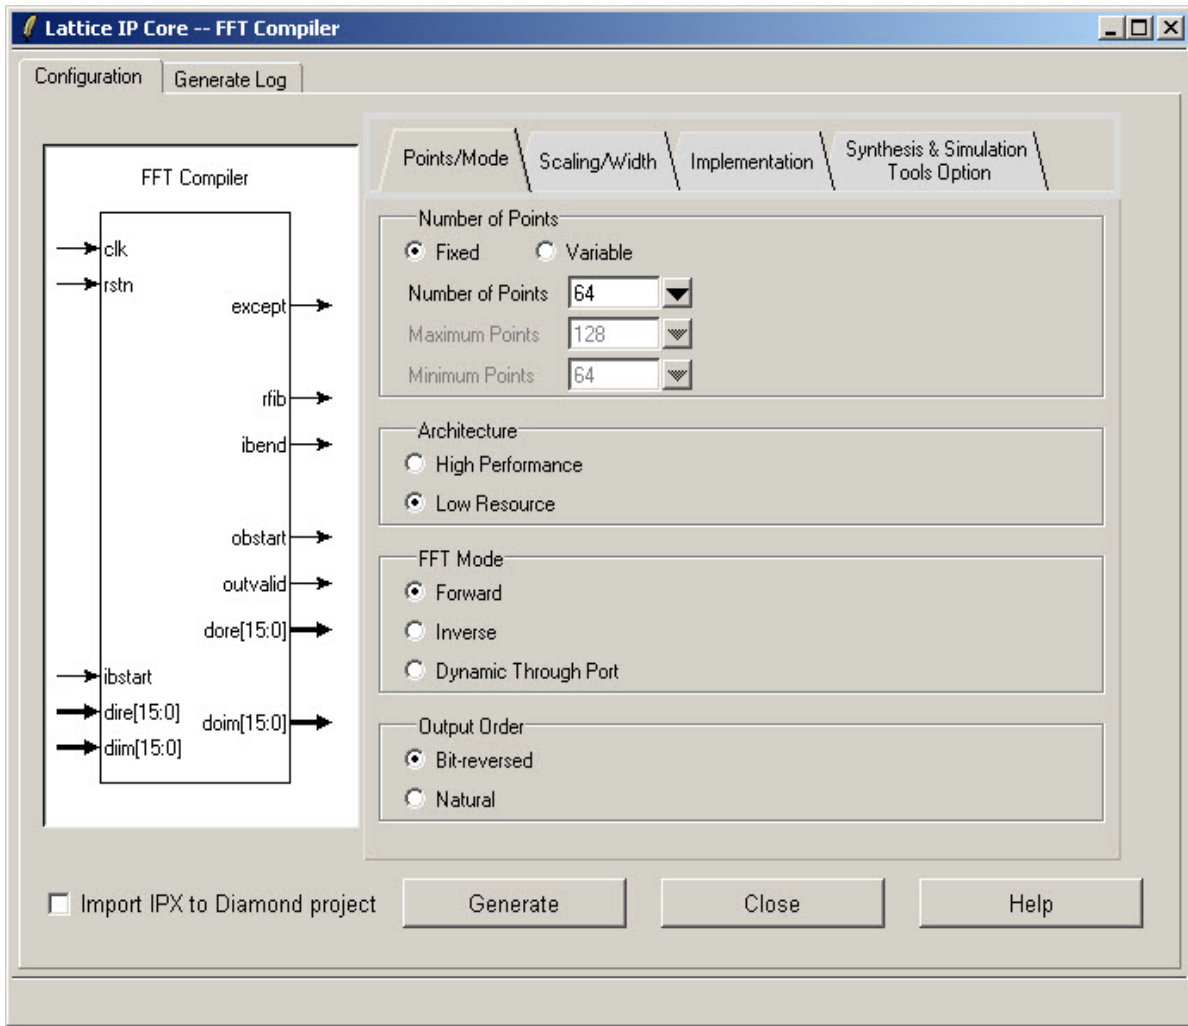 Lattice IP Core -- FFT Compiler
Configuration
Generate Log
FFT Compiler
clk
rstn
except
rfib
ibend
obstart
outvalid
dore[15:0]
ibstart
dire[15:0]
doim[15:0]
diim[15:0]
Points/Mode
Scaling/Width
Implementation
Synthesis & Simulation
Tools Option
Number of Points
Fixed
Variable
Number of Points 64
Maximum Points 128
Minimum Points 64
Architecture
High Performance
Low Resource
FFT Mode
Forward
Inverse
Dynamic Through Port
Output Order
Bit-reversed
Natural
Import IPX to Diamond project
Generate
Close
Help